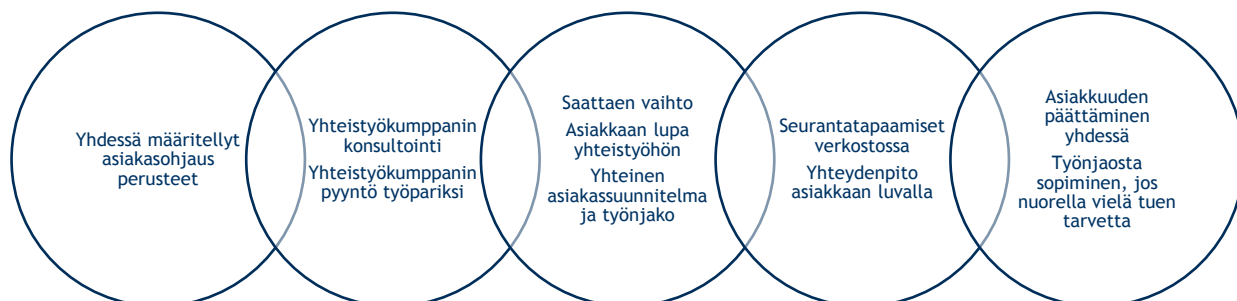 Yhdessä määritellyt
asiakasohjaus
perusteet
Yhteistyökumppanin
konsultointi
Yhteistyökumppanin
pyyntö työpariksi
Saattaen vaihto
Asiakkaan lupa
yhteistyöhön
Yhteinen
asiakassuunnitelma
ja työnjako
Seurantatapaamiset
verkostossa
Yhteydenpito
asiakkaan luvalla
Asiakkuuden
päättäminen
yhdessä
Työnjaosta
sopiminen, jos
nuorella vielä tuen
tarvetta